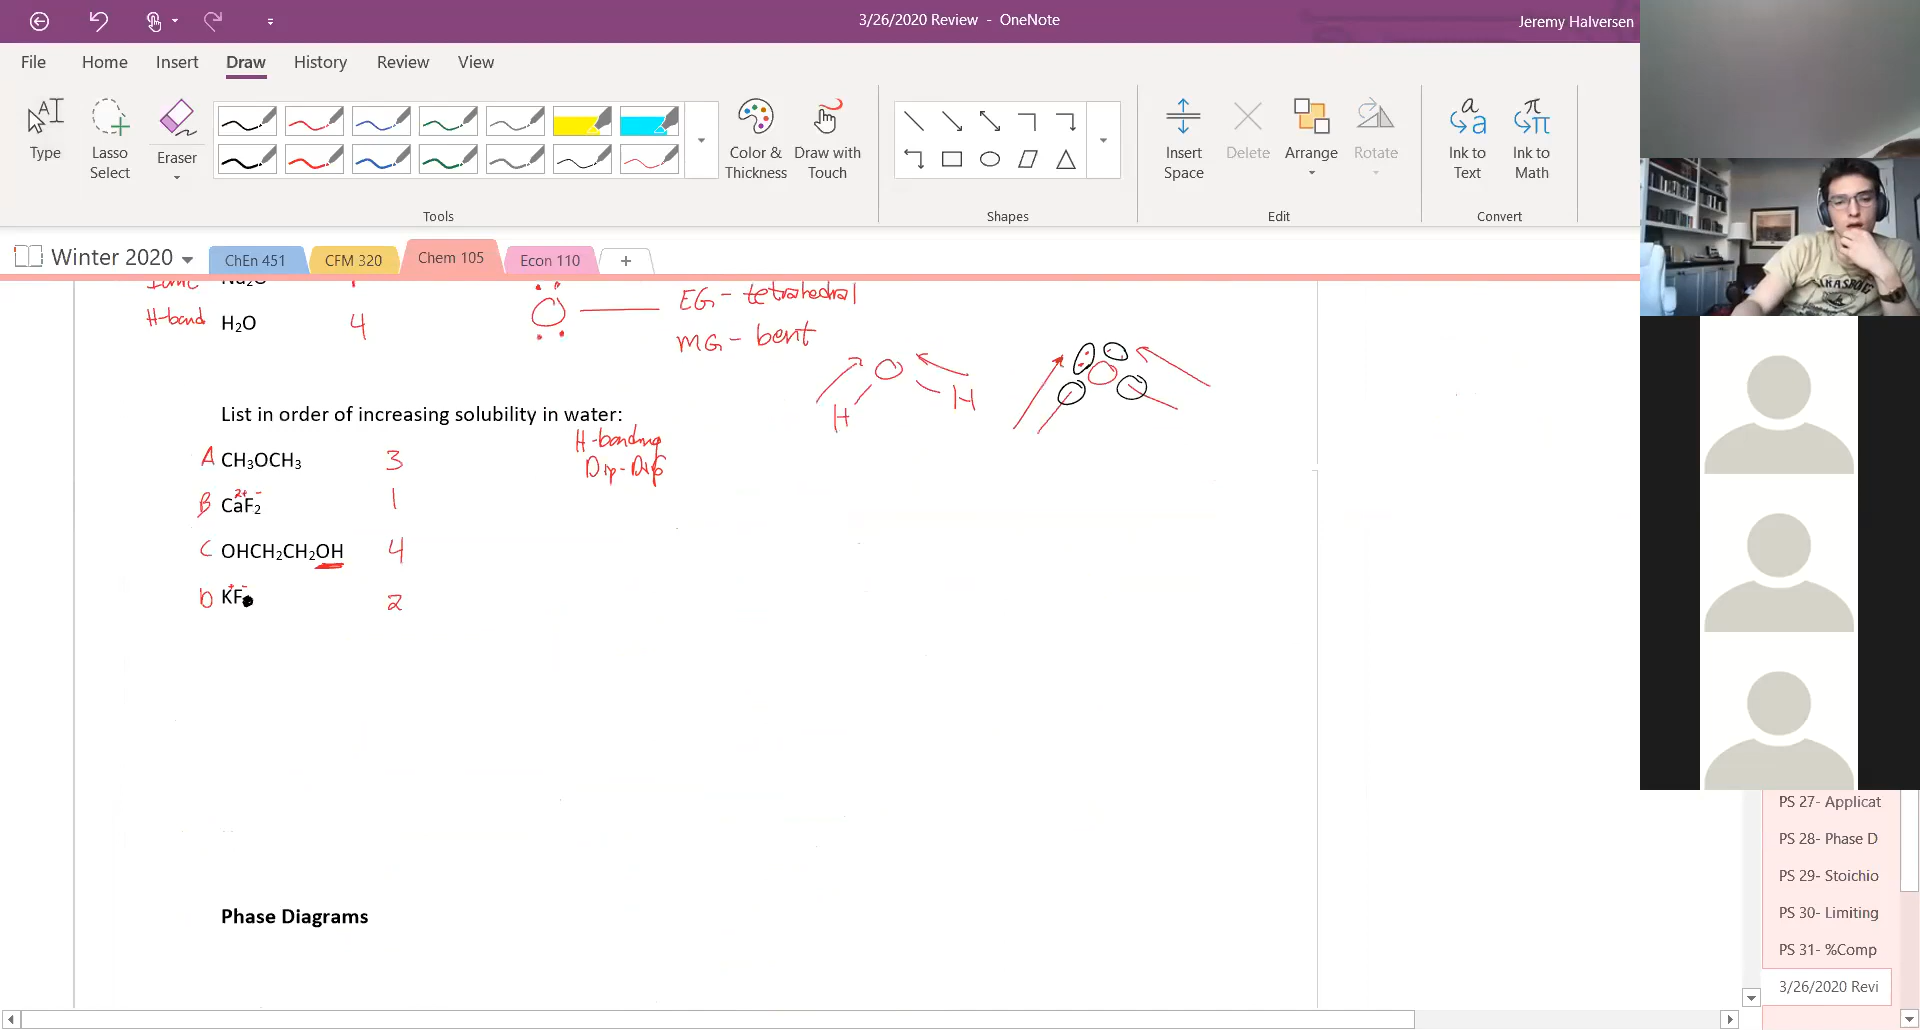 3/26/2020 Review - OneNote
Jeremy Halversen
File Home Insert Draw History Review View
Type
Lasso Select
Eraser
Color & Thickness
Draw with Touch
Insert Space
Delete
Arrange
Rotate
Ink to Text
Ink to Math
Tools
Shapes
Edit
Convert
Winter 2020
ChEn 451
CFM 320
Chem 105
Econ 110
+
EG - tetrahedral
H-bond H₂O 4
MG - bent
O
H H
List in order of increasing solubility in water:
H-bonding
Dip-Dip
A CH₃OCH₃ 3
B CaF₂ 1
2+ -
C OHCH₂CH₂OH 4
D KF 2
+ -
Phase Diagrams
PS 27- Applicat
PS 28- Phase D
PS 29- Stoichio
PS 30- Limiting
PS 31- %Comp
3/26/2020 Revi